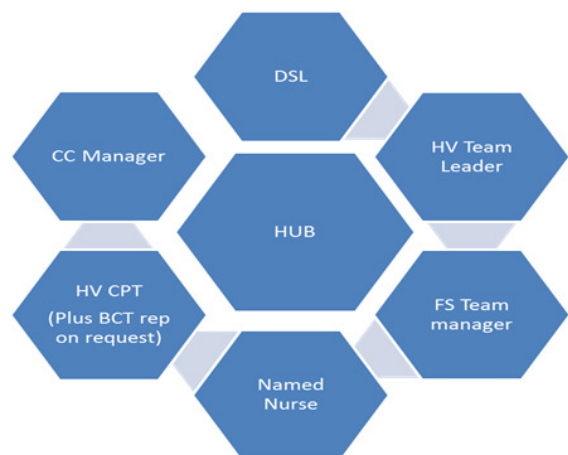 DSL
CC Manager
HV Team
Leader
HUB
HV CPT
(Plus BCT rep
on request)
FS Team
manager
Named
Nurse